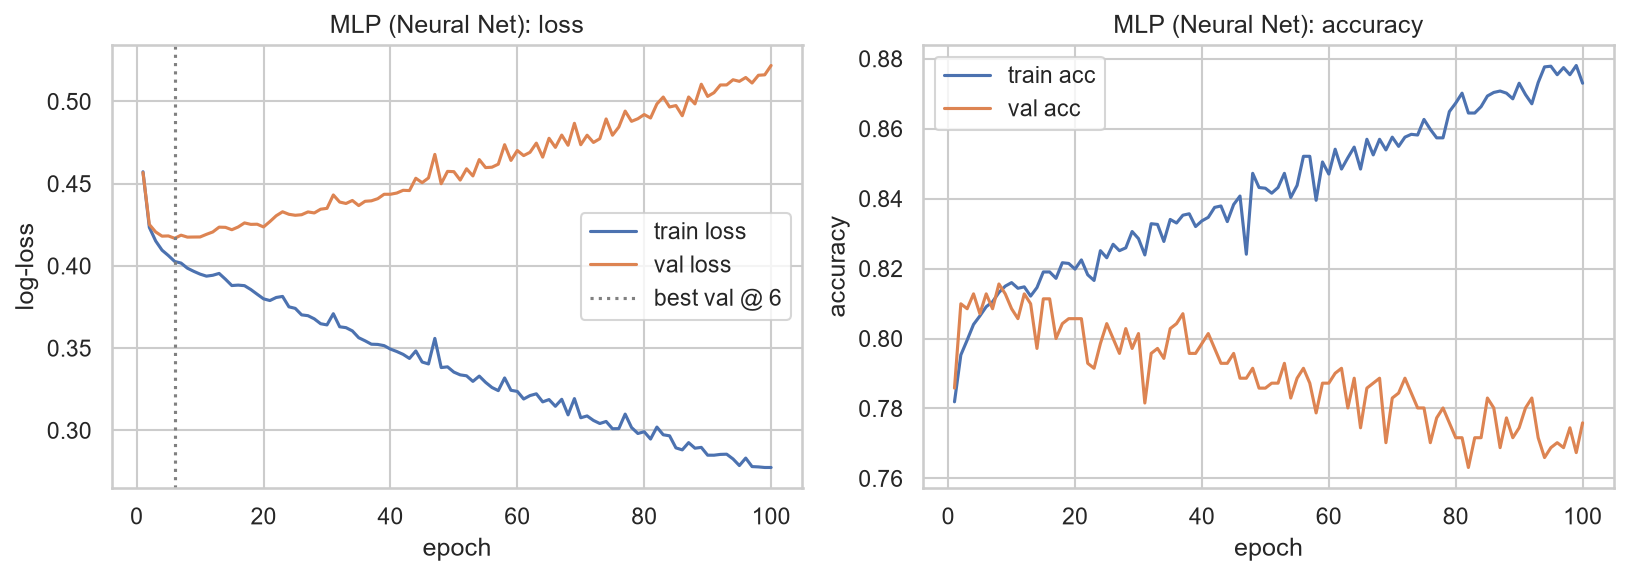 MLP (Neural Net): loss
log-loss
0.50
0.45
0.40
0.35
0.30
train loss
val loss
best val @ 6
0 20 40 60 80 100
epoch
MLP (Neural Net): accuracy
accuracy
0.88
0.86
0.84
0.82
0.80
0.78
0.76
train acc
val acc
0 20 40 60 80 100
epoch